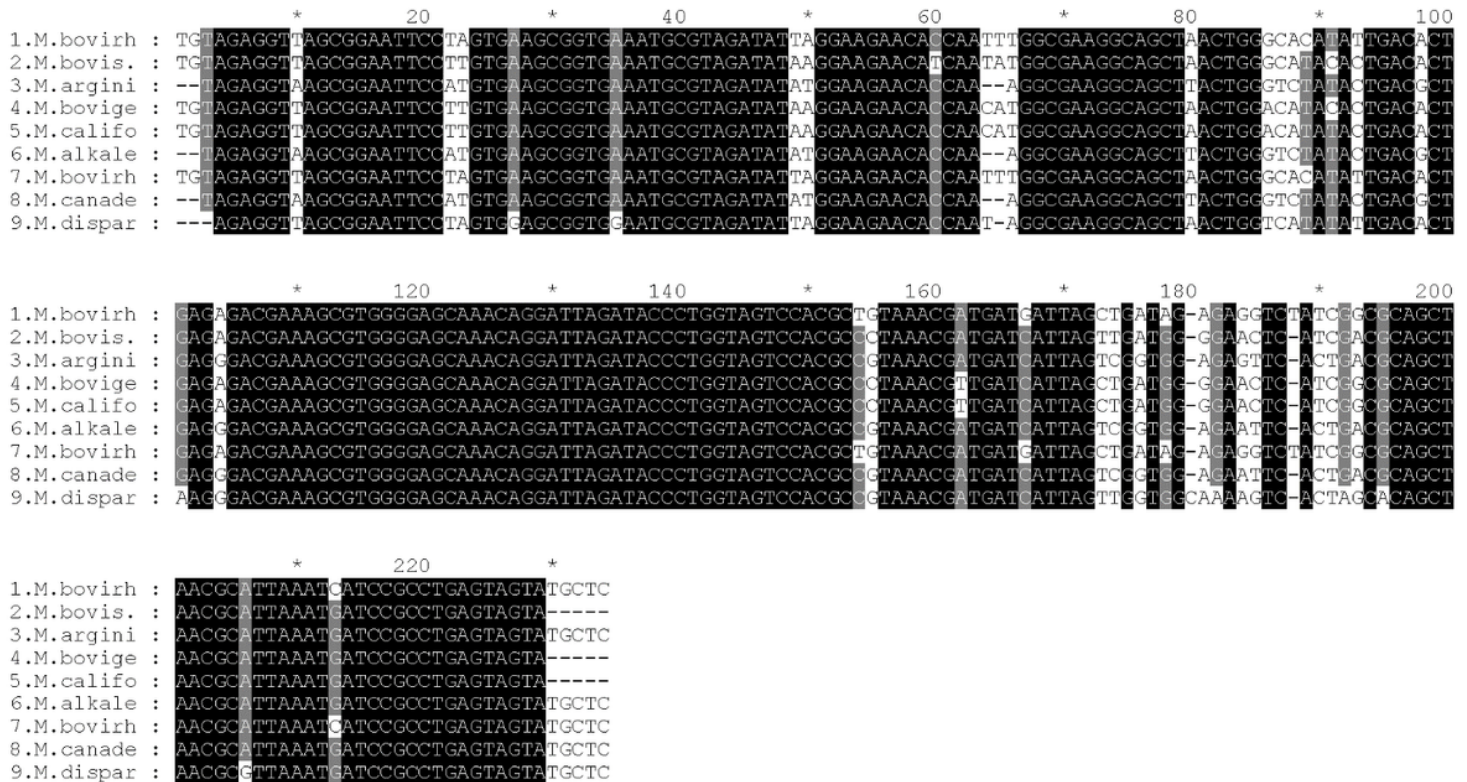 * 20 * 40 * 60 * 80 * 100
1.M.bovirh : TGTAGAGGTTAGCGGAATTCCTAGTGAAGCGGTGAAATGCGTAGATATTAGGAAGAACACCAATTTGGCGAAGGCAGCTAACTGGGCACATATTGACACT
2.M.bovis. : TGTAGAGGTTAGCGGAATTCCTTGTGAAGCGGTGAAATGCGTAGATATAAGGAAGAACATCAATATGGCGAAGGCAGCTAACTGGGCATACACTGACACT
3.M.argini : --TAGAGGTAAGCGGAATTCCATGTGAAGCGGTGAAATGCGTAGATATATGGAAGAACACCAA--AGGCGAAGGCAGCTTACTGGGTCTATACTGACGCT
4.M.bovige : TGTAGAGGTTAGCGGAATTCCTTGTGAAGCGGTGAAATGCGTAGATATAAGGAAGAACACCAACATGGCGAAGGCAGCTAACTGGACATACACTGACACT
5.M.califo : TGTAGAGGTTAGCGGAATTCCTTGTGAAGCGGTGAAATGCGTAGATATAAGGAAGAACACCAACATGGCGAAGGCAGCTAACTGGACATATACTGACACT
6.M.alkale : --TAGAGGTAAGCGGAATTCCATGTGAAGCGGTGAAATGCGTAGATATATGGAAGAACACCAA--AGGCGAAGGCAGCTTACTGGGTCTATACTGACGCT
7.M.bovirh : TGTAGAGGTTAGCGGAATTCCTAGTGAAGCGGTGAAATGCGTAGATATTAGGAAGAACACCAATTTGGCGAAGGCAGCTAACTGGGCACATATTGACACT
8.M.canade : --TAGAGGTAAGCGGAATTCCATGTGAAGCGGTGAAATGCGTAGATATATGGAAGAACACCAA--AGGCGAAGGCAGCTTACTGGGTCTATACTGACGCT
9.M.dispar : ---AGAGGTTAGCGGAATTCCTAGTGGAGCGGTGGAATGCGTAGATATTAGGAAGAACACCAAT-AGGCGAAGGCAGCTAACTGGTCATATATTGACACT
* 120 * 140 * 160 * 180 * 200
1.M.bovirh : GAGAGACGAAAGCGTGGGGAGCAAACAGGATTAGATACCCTGGTAGTCCACGCTGTAAACGATGATGATTAGCTGATAG-AGAGGTCTATCGGCGCAGCT
2.M.bovis. : GAGAGACGAAAGCGTGGGGAGCAAACAGGATTAGATACCCTGGTAGTCCACGCCGTAAACGATGATCATTAGTTGATGG-GGAACTC-ATCGACGCAGCT
3.M.argini : GAGGGACGAAAGCGTGGGGAGCAAACAGGATTAGATACCCTGGTAGTCCACGCCGTAAACGATGATCATTAGTCGGTGG-AGAGTTC-ACTGACGCAGCT
4.M.bovige : GAGAGACGAAAGCGTGGGGAGCAAACAGGATTAGATACCCTGGTAGTCCACGCCCTAAACGTTGATCATTAGCTGATGG-GGAACTC-ATCGGCGCAGCT
5.M.califo : GAGAGACGAAAGCGTGGGGAGCAAACAGGATTAGATACCCTGGTAGTCCACGCCCTAAACGTTGATCATTAGCTGATGG-GGAACTC-ATCGGCGCAGCT
6.M.alkale : GAGGGACGAAAGCGTGGGGAGCAAACAGGATTAGATACCCTGGTAGTCCACGCCGTAAACGATGATCATTAGTCGGTGG-AGAATTC-ACTGACGCAGCT
7.M.bovirh : GAGAGACGAAAGCGTGGGGAGCAAACAGGATTAGATACCCTGGTAGTCCACGCTGTAAACGATGATGATTAGCTGATAG-AGAGGTCTATCGGCGCAGCT
8.M.canade : GAGGGACGAAAGCGTGGGGAGCAAACAGGATTAGATACCCTGGTAGTCCACGCCGTAAACGATGATCATTAGTCGGTGG-AGAATTC-ACTGACGCAGCT
9.M.dispar : AAGGGACGAAAGCGTGGGGAGCAAACAGGATTAGATACCCTGGTAGTCCACGCCGTAAACGATGATCATTAGTTGGTGGCAAAAGTC-ACTAGCACAGCT
* 220 *
1.M.bovirh : AACGCATTAAATCATCCGCCTGAGTAGTATGCTC
2.M.bovis. : AACGCATTAAATGATCCGCCTGAGTAGTA-----
3.M.argini : AACGCATTAAATGATCCGCCTGAGTAGTATGCTC
4.M.bovige : AACGCATTAAATGATCCGCCTGAGTAGTA-----
5.M.califo : AACGCATTAAATGATCCGCCTGAGTAGTA-----
6.M.alkale : AACGCATTAAATGATCCGCCTGAGTAGTATGCTC
7.M.bovirh : AACGCATTAAATCATCCGCCTGAGTAGTATGCTC
8.M.canade : AACGCATTAAATGATCCGCCTGAGTAGTATGCTC
9.M.dispar : AACGCGTTAAATGATCCGCCTGAGTAGTATGCTC